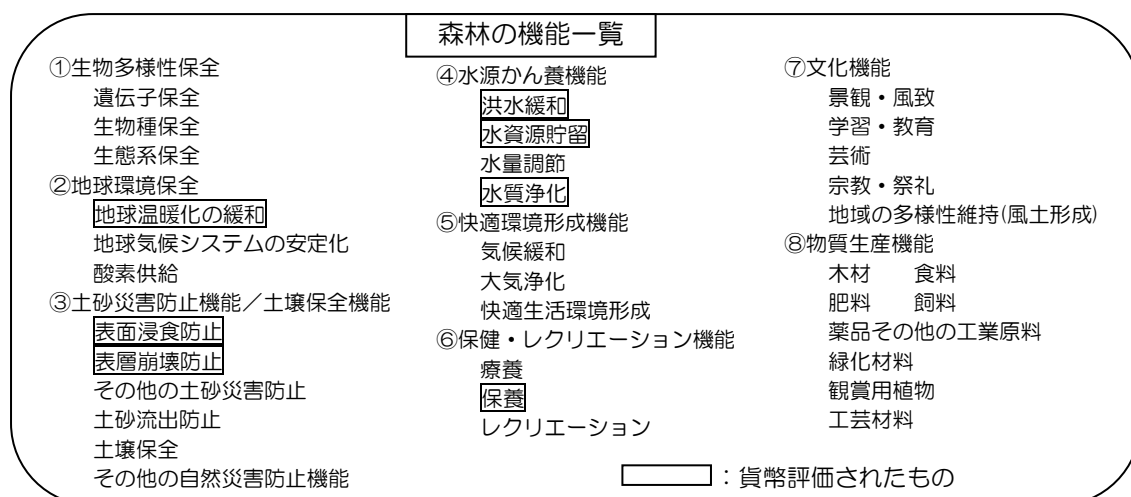 森林の機能一覧
①生物多様性保全
遺伝子保全
生物種保全
生態系保全
②地球環境保全
地球温暖化の緩和
地球気候システムの安定化
酸素供給
③土砂災害防止機能／土壌保全機能
表面浸食防止
表層崩壊防止
その他の土砂災害防止
土砂流出防止
土壌保全
その他の自然災害防止機能
④水源かん養機能
洪水緩和
水資源貯留
水量調節
水質浄化
⑤快適環境形成機能
気候緩和
大気浄化
快適生活環境形成
⑥保健・レクリエーション機能
療養
保養
レクリエーション
⑦文化機能
景観・風致
学習・教育
芸術
宗教・祭礼
地域の多様性維持(風土形成)
⑧物質生産機能
木材　　食料
肥料　　飼料
薬品その他の工業原料
緑化材料
観賞用植物
工芸材料
：貨幣評価されたもの